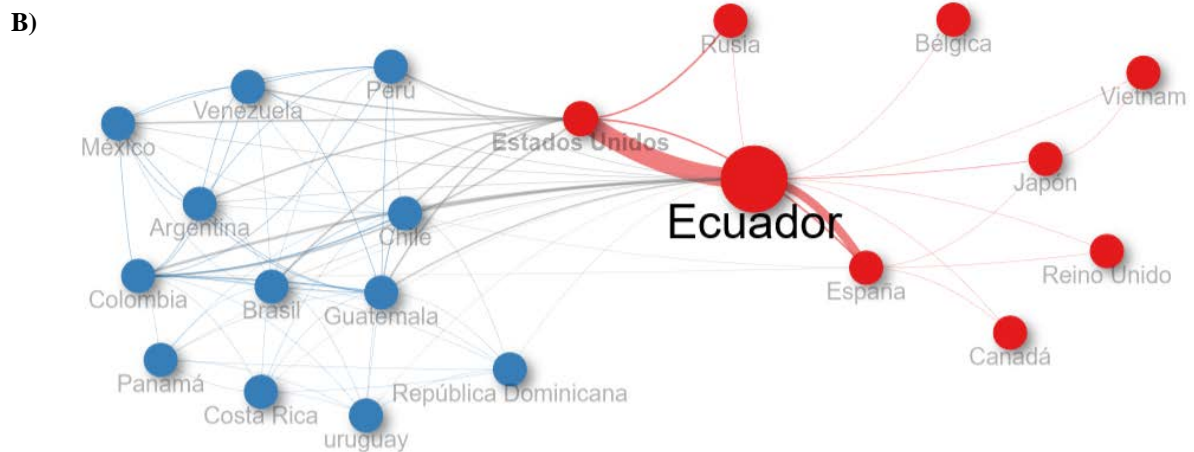 B)
Rusia
Bélgica
Perú
Venezuela
Vietnam
México
Estados Unidos
Japón
Argentina
Chile
Ecuador
Colombia
Brasil
Guatemala
España
Reino Unido
Canadá
Panamá
Costa Rica
República Dominicana
uruguay